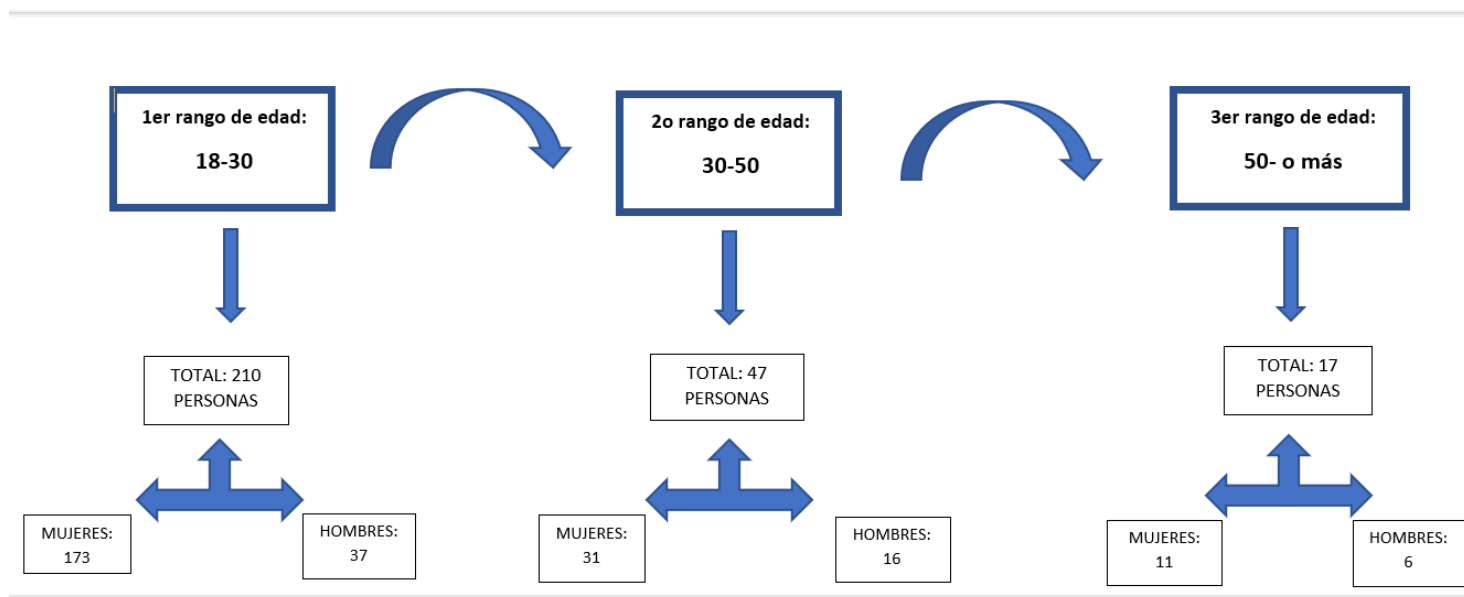 1er rango de edad:
18-30
2o rango de edad:
30-50
3er rango de edad:
50- o más
TOTAL: 210
PERSONAS
TOTAL: 47
PERSONAS
TOTAL: 17
PERSONAS
MUJERES:
173
HOMBRES:
37
MUJERES:
31
HOMBRES:
16
MUJERES:
11
HOMBRES:
6